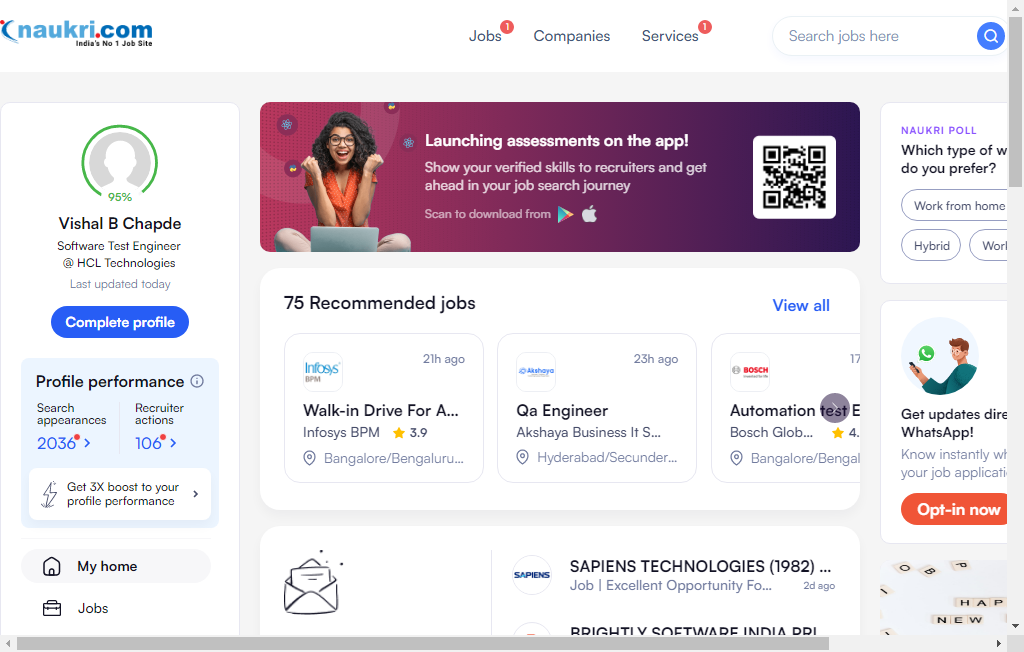 naukri.com
India's No 1 Job Site
Jobs
1
Companies
Services
1
Search jobs here
95%
Vishal B Chapde
Software Test Engineer
@ HCL Technologies
Last updated today
Complete profile
Profile performance
Search
appearances
2036
Recruiter
actions
106
Get 3X boost to your
profile performance
My home
Jobs
Launching assessments on the app!
Show your verified skills to recruiters and get
ahead in your job search journey
Scan to download from
75 Recommended jobs
View all
Infosys
BPM
21h ago
Walk-in Drive For A...
Infosys BPM
3.9
Bangalore/Bengaluru...
Akshaya
23h ago
Qa Engineer
Akshaya Business It S...
Hyderabad/Secunder...
BOSCH
17
Automation test E
Bosch Glob...
4.
Bangalore/Bengal
SAPIENS
SAPIENS TECHNOLOGIES (1982) ...
Job | Excellent Opportunity Fo...
2d ago
BRIGHTLY SOFTWARE INDIA PRI
NAUKRI POLL
Which type of w
do you prefer?
Work from home
Hybrid
Worl
Get updates dire
WhatsApp!
Know instantly wh
your job applicati
Opt-in now
J O B P
H A P
N E W